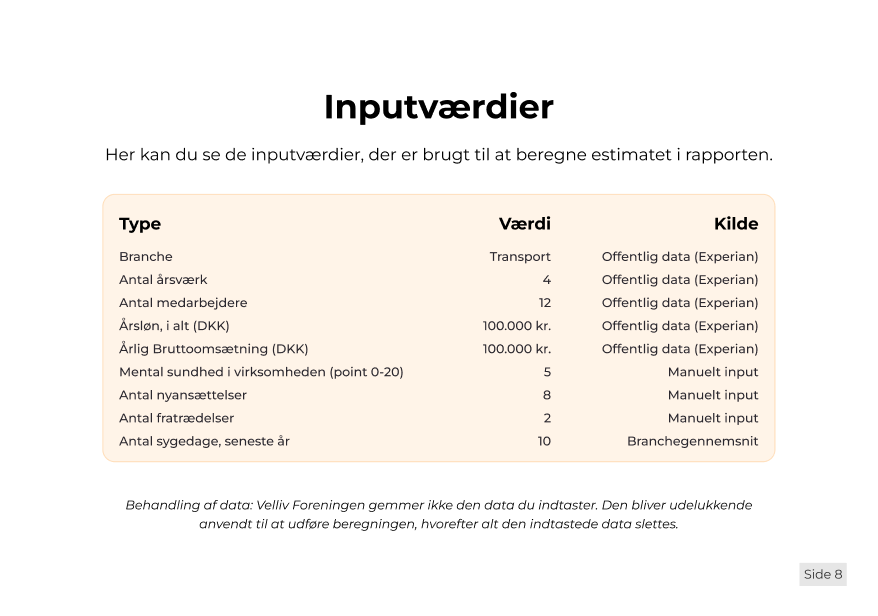 Inputværdier
Her kan du se de inputværdier, der er brugt til at beregne estimatet i rapporten.
Type Værdi Kilde
Branche Transport Offentlig data (Experian)
Antal årsværk 4 Offentlig data (Experian)
Antal medarbejdere 12 Offentlig data (Experian)
Årsløn, i alt (DKK) 100.000 kr. Offentlig data (Experian)
Årlig Bruttoomsætning (DKK) 100.000 kr. Offentlig data (Experian)
Mental sundhed i virksomheden (point 0-20) 5 Manuelt input
Antal nyansættelser 8 Manuelt input
Antal fratrædelser 2 Manuelt input
Antal sygedage, seneste år 10 Branchegennemsnit
Behandling af data: Velliv Foreningen gemmer ikke den data du indtaster. Den bliver udelukkende
anvendt til at udføre beregningen, hvorefter alt den indtastede data slettes.
Side 8